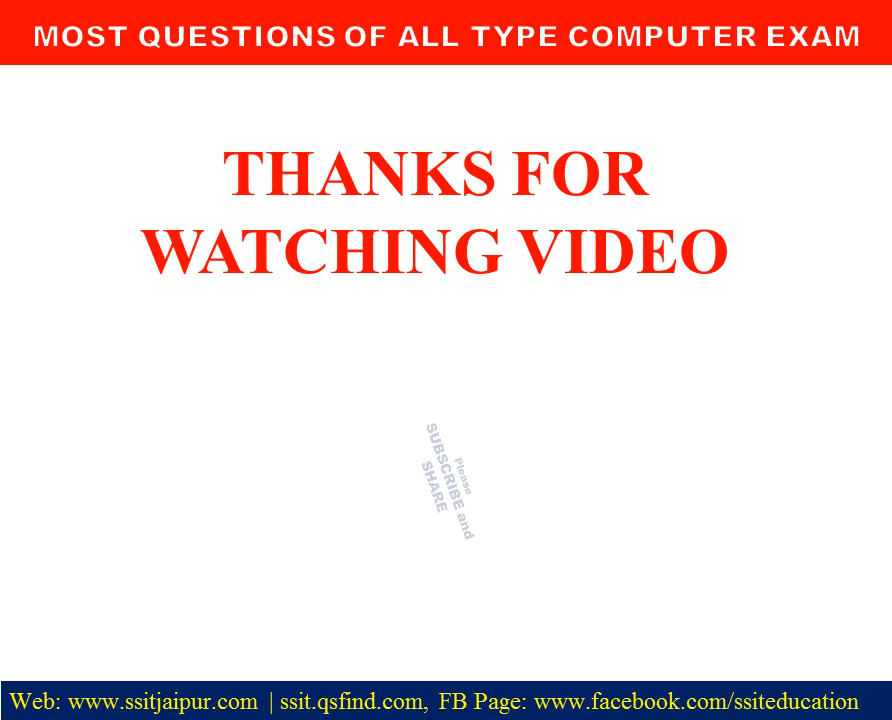 MOST QUESTIONS OF ALL TYPE COMPUTER EXAM
THANKS FOR
WATCHING VIDEO
Please
SUBSCRIBE and
SHARE
Web: www.ssitjaipur.com | ssit.qsfind.com, FB Page: www.facebook.com/ssiteducation